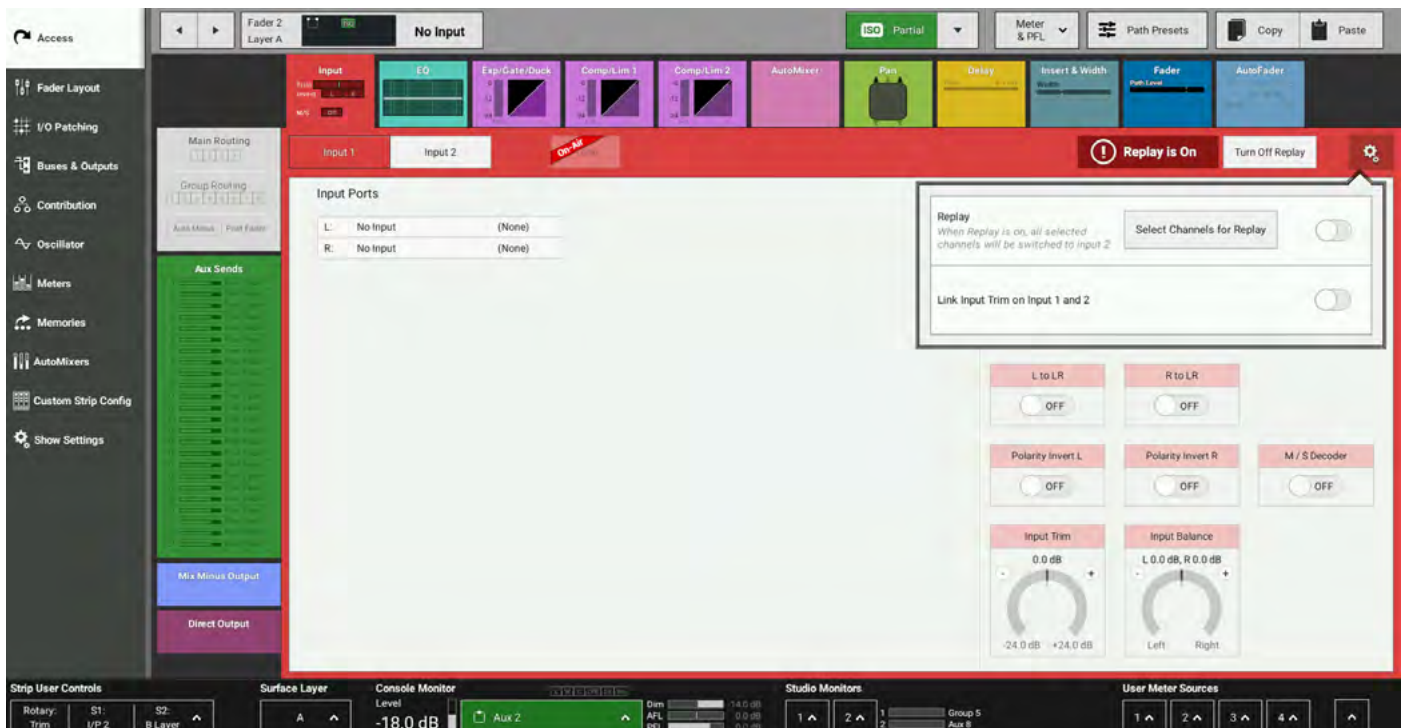 Access
Fader 2
Layer A
ISO
No Input
ISO Partial
Meter
& PFL
Path Presets
Copy
Paste
Fader Layout
I/O Patching
Buses & Outputs
Contribution
Oscillator
Meters
Memories
AutoMixers
Custom Strip Config
Show Settings
Input
EQ
Exp/Gate/Duck
Comp/Lim 1
Comp/Lim 2
AutoMixer
Pan
Delay
Insert & Width
Width
Fader
Path Level
AutoFader
Main Routing
Group Routing
Aux Sends
Mix Minus Output
Direct Output
Input 1
Input 2
On-Air
Replay is On
Turn Off Replay
Input Ports
L: No Input (None)
R: No Input (None)
Replay
When Replay is on, all selected
channels will be switched to input 2
Select Channels for Replay
Link Input Trim on Input 1 and 2
L to LR
R to LR
OFF
OFF
Polarity Invert L
Polarity Invert R
M / S Decoder
OFF
OFF
OFF
Input Trim
Input Balance
0.0 dB
L 0.0 dB, R 0.0 dB
- +
- +
-24.0 dB +24.0 dB
Left Right
Strip User Controls
Rotary:
Trim
S1:
I/P 2
S2:
B Layer
Surface Layer
A
Console Monitor
Level
-18.0 dB
Aux 2
Dim
AFL
PFL
Studio Monitors
1
2
1 Group 5
2 Aux 8
User Meter Sources
1
2
3
4